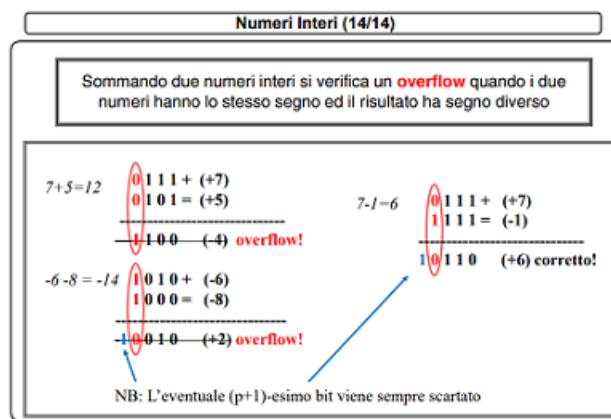 Numeri Interi (14/14)
Sommando due numeri interi si verifica un overflow quando i due
numeri hanno lo stesso segno ed il risultato ha segno diverso
7+5=12
0 1 1 1 + (+7)
0 1 0 1 = (+5)
1 1 0 0 (-4) overflow!
-6 -8 = -14
1 0 1 0 + (-6)
1 0 0 0 = (-8)
1 0 0 1 0 (+2) overflow!
7-1=6
0 1 1 1 + (+7)
1 1 1 1 = (-1)
1 0 1 1 0 (+6) corretto!
NB: L'eventuale (p+1)-esimo bit viene sempre scartato